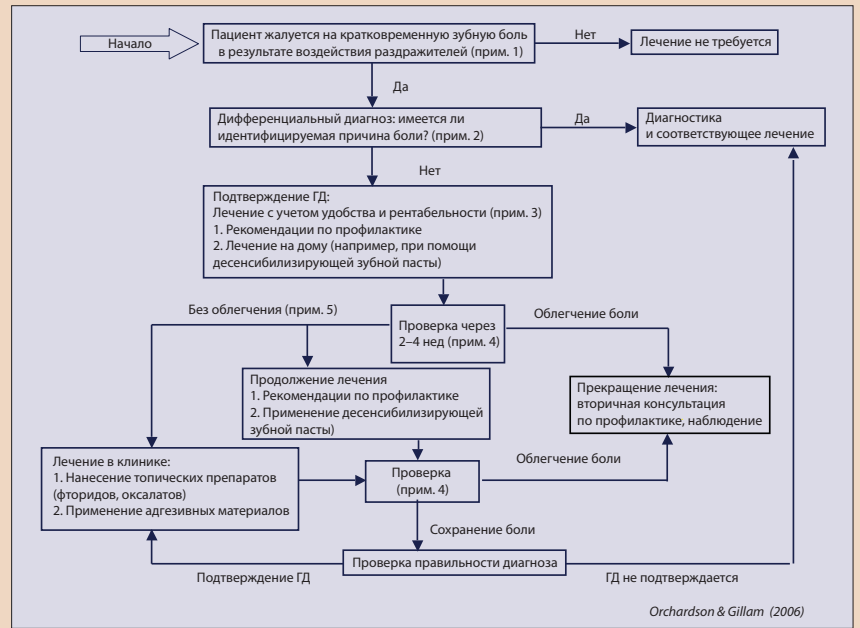 Начало
Пациент жалуется на кратковременную зубную боль
в результате воздействия раздражителей (прим. 1)
Нет
Лечение не требуется
Да
Дифференциальный диагноз: имеется ли
идентифицируемая причина боли? (прим. 2)
Да
Диагностика
и соответствующее лечение
Нет
Подтверждение ГД:
Лечение с учетом удобства и рентабельности (прим. 3)
1. Рекомендации по профилактике
2. Лечение на дому (например, при помощи
десенсибилизирующей зубной пасты)
Без облегчения (прим. 5)
Проверка через
2–4 нед (прим. 4)
Облегчение боли
Продолжение лечения
1. Рекомендации по профилактике
2. Применение десенсибилизирующей
зубной пасты)
Прекращение лечения:
вторичная консультация
по профилактике, наблюдение
Лечение в клинике:
1. Нанесение топических препаратов
(фторидов, оксалатов)
2. Применение адгезивных материалов
Проверка
(прим. 4)
Облегчение боли
Сохранение боли
Проверка правильности диагноза
Подтверждение ГД
ГД не подтверждается
Orchardson & Gillam (2006)